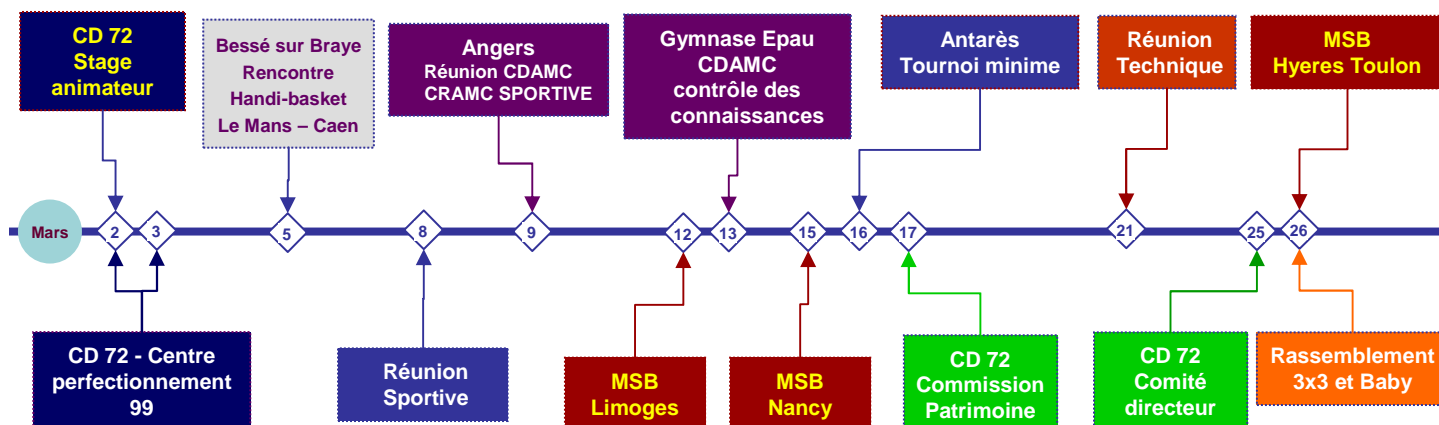 CD 72
Stage
animateur
Bessé sur Braye
Rencontre
Handi-basket
Le Mans – Caen
Angers
Réunion CDAMC
CRAMC SPORTIVE
Gymnase Epau
CDAMC
contrôle des
connaissances
Antarès
Tournoi minime
Réunion
Technique
MSB
Hyeres Toulon
Mars
2
3
5
8
9
12
13
15
16
17
21
25
26
CD 72 - Centre
perfectionnement
99
Réunion
Sportive
MSB
Limoges
MSB
Nancy
CD 72
Commission
Patrimoine
CD 72
Comité
directeur
Rassemblement
3x3 et Baby